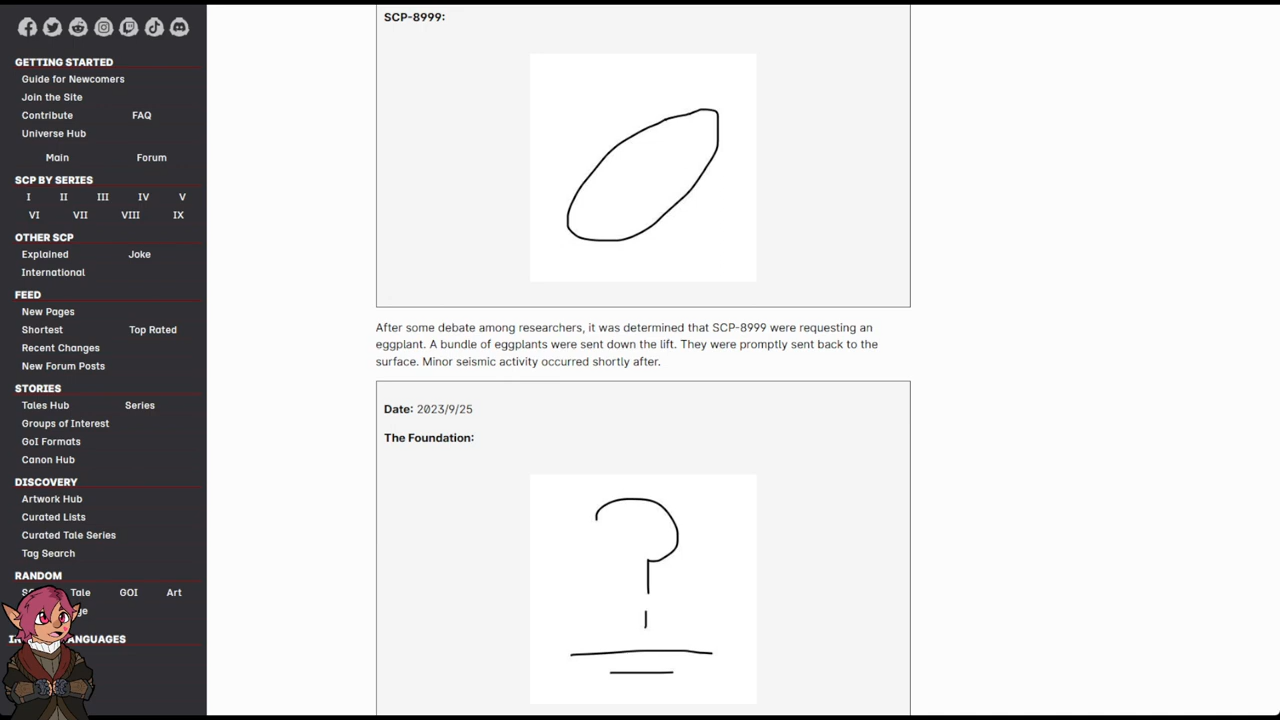 GETTING STARTED
Guide for Newcomers
Join the Site
Contribute FAQ
Universe Hub
Main Forum
SCP BY SERIES
I II III IV V
VI VII VIII IX
OTHER SCP
Explained Joke
International
FEED
New Pages
Shortest Top Rated
Recent Changes
New Forum Posts
STORIES
Tales Hub Series
Groups of Interest
GoI Formats
Canon Hub
DISCOVERY
Artwork Hub
Curated Lists
Curated Tale Series
Tag Search
RANDOM
Tale GOI Art
SCP-8999:
After some debate among researchers, it was determined that SCP-8999 were requesting an
eggplant. A bundle of eggplants were sent down the lift. They were promptly sent back to the
surface. Minor seismic activity occurred shortly after.
Date: 2023/9/25
The Foundation:
?